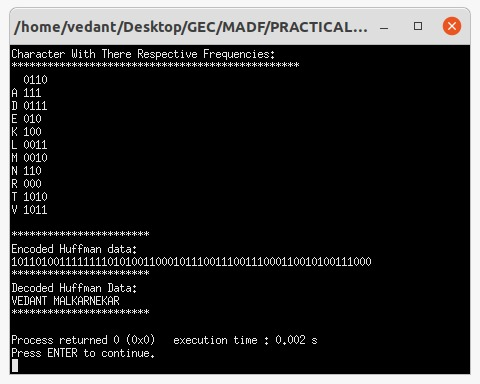 /home/vedant/Desktop/GEC/MADF/PRACTICAL...
Character With There Respective Frequencies:
************************************************
0110
A 111
D 0111
E 010
K 100
L 0011
M 0010
N 110
R 000
T 1010
V 1011
***********************
Encoded Huffman data:
101101001111111101010011000101110011100111000110010100111000
***********************
Decoded Huffman Data:
VEDANT MALKARNEKAR
***********************
Process returned 0 (0x0)   execution time : 0.002 s
Press ENTER to continue.